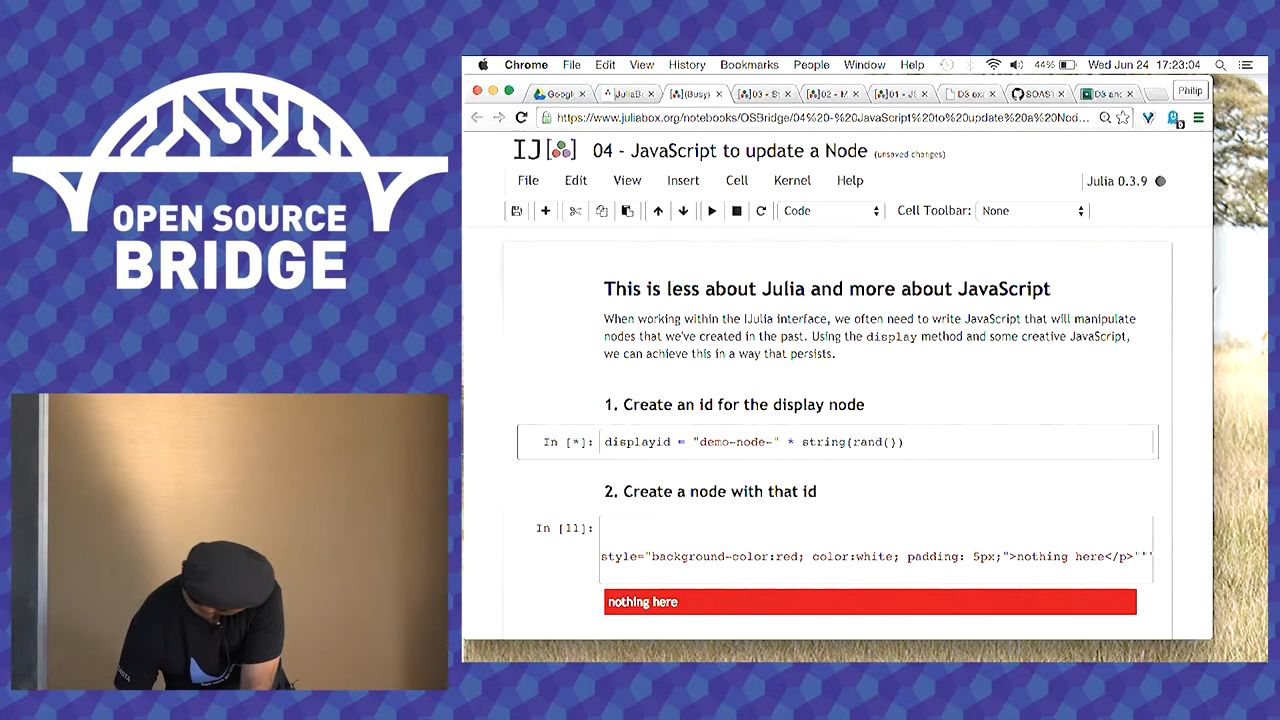 OPEN SOURCE
BRIDGE
Chrome File Edit View History Bookmarks People Window Help 44% Wed Jun 24 17:23:04
Philip
https://www.juliabox.org/notebooks/OSBridge/04%20-%20JavaScript%20to%20update%20a%20Nod...
IJ 04 - JavaScript to update a Node (unsaved changes)
File Edit View Insert Cell Kernel Help Julia 0.3.9
Code Cell Toolbar: None
This is less about Julia and more about JavaScript
When working within the IJulia interface, we often need to write JavaScript that will manipulate
nodes that we've created in the past. Using the display method and some creative JavaScript,
we can achieve this in a way that persists.
1. Create an id for the display node
In [*]: displayid = "demo-node-" * string(rand())
2. Create a node with that id
In [11]:
style="background-color:red; color:white; padding: 5px;">nothing here</p>"""
nothing here